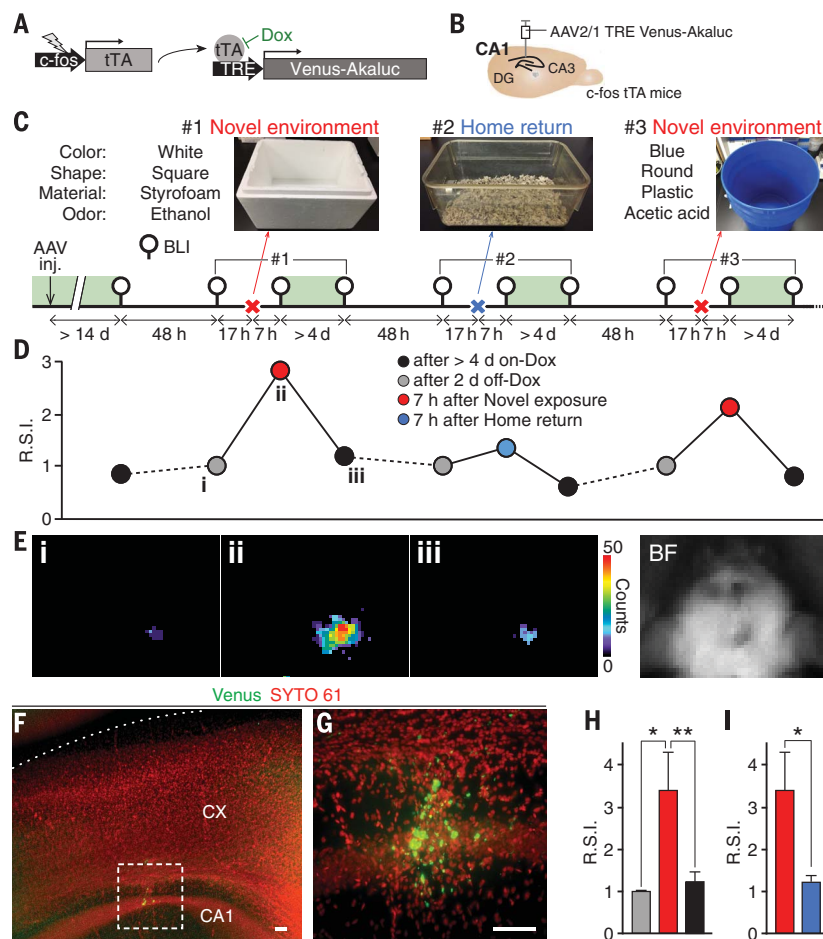 A
c-fos
tTA
tTA
Dox
TRE
Venus-Akaluc
B
AAV2/1 TRE Venus-Akaluc
CA1
DG
CA3
c-fos tTA mice
C
#1 Novel environment
#2 Home return
#3 Novel environment
Color: White
Shape: Square
Material: Styrofoam
Odor: Ethanol
Blue
Round
Plastic
Acetic acid
AAV
inj.
BLI
#1
#2
#3
> 14 d
48 h
17 h
7 h
>4 d
48 h
17 h
7 h
>4 d
48 h
17 h
7 h
>4 d
D
R.S.I.
3
2
1
0
i
ii
iii
after > 4 d on-Dox
after 2 d off-Dox
7 h after Novel exposure
7 h after Home return
E
i
ii
iii
50
Counts
0
BF
Venus SYTO 61
F
CX
CA1
G
H
R.S.I.
4
3
2
1
0
*
**
I
R.S.I.
4
3
2
1
0
*